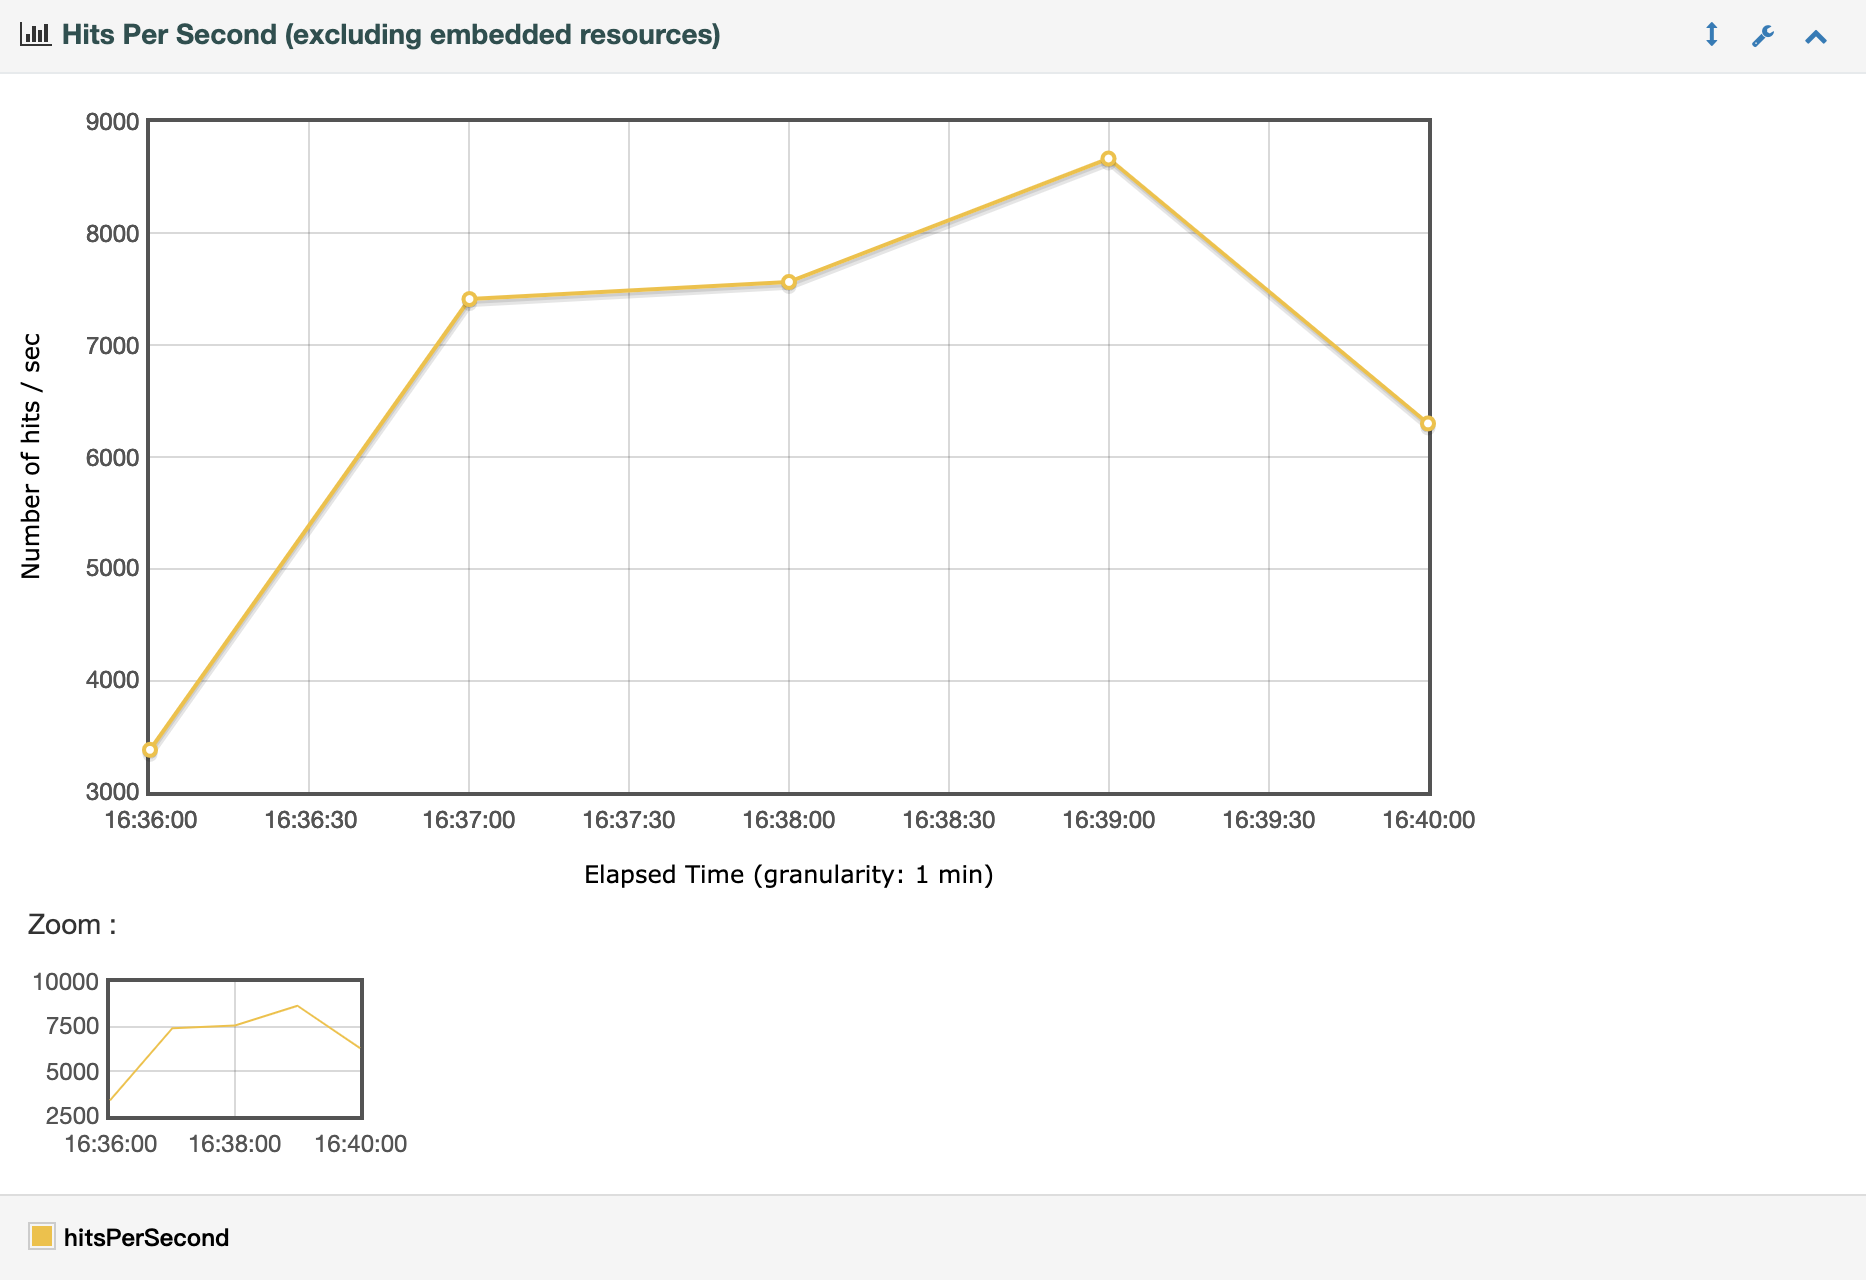 Hits Per Second (excluding embedded resources)
9000
8000
7000
6000
5000
4000
3000
Number of hits / sec
16:36:00 16:36:30 16:37:00 16:37:30 16:38:00 16:38:30 16:39:00 16:39:30 16:40:00
Elapsed Time (granularity: 1 min)
Zoom :
10000
7500
5000
2500
16:36:00 16:38:00 16:40:00
hitsPerSecond